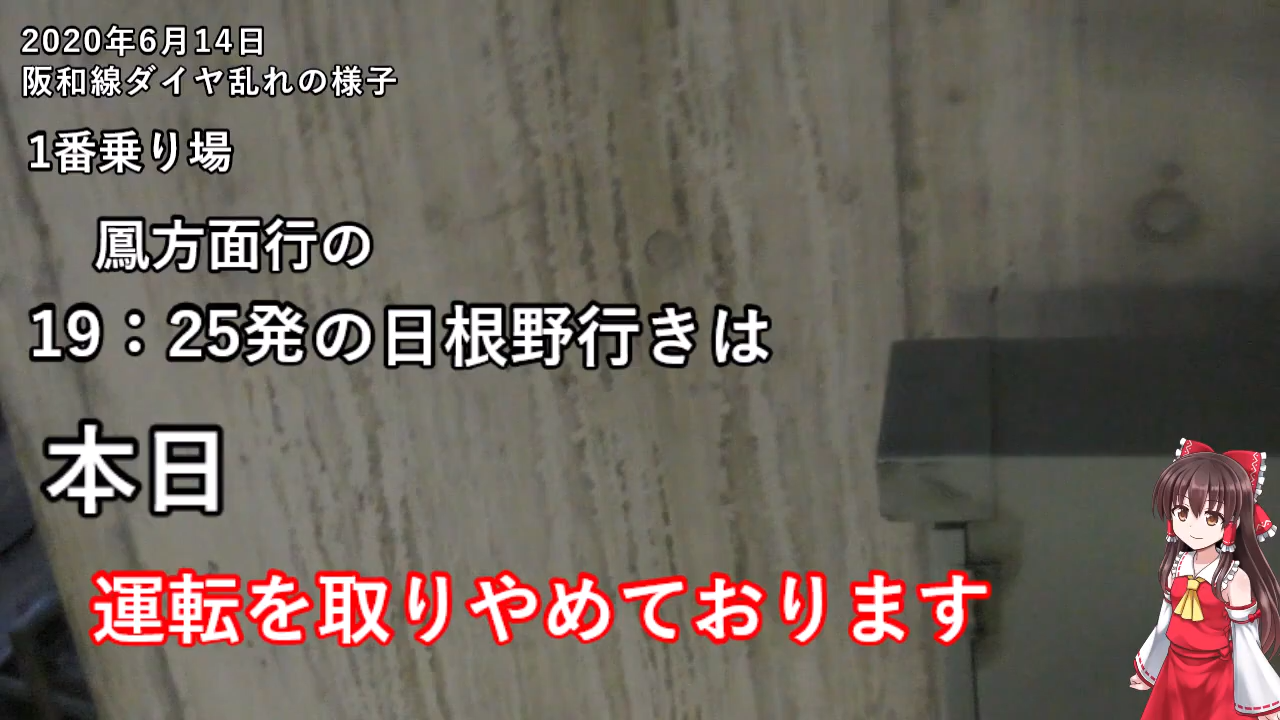 2020年6月14日
阪和線ダイヤ乱れの様子
1番乗り場
鳳方面行の
19：25発の日根野行きは
本日
運転を取りやめております